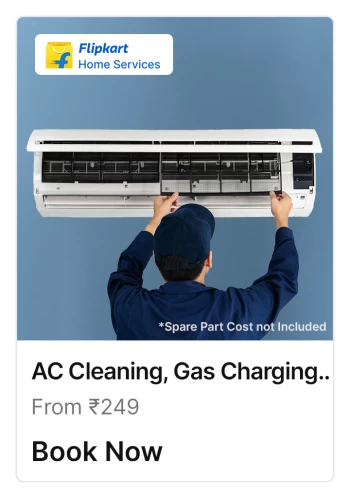 Flipkart
Home Services
*Spare Part Cost not Included
AC Cleaning, Gas Charging..
From ₹249
Book Now